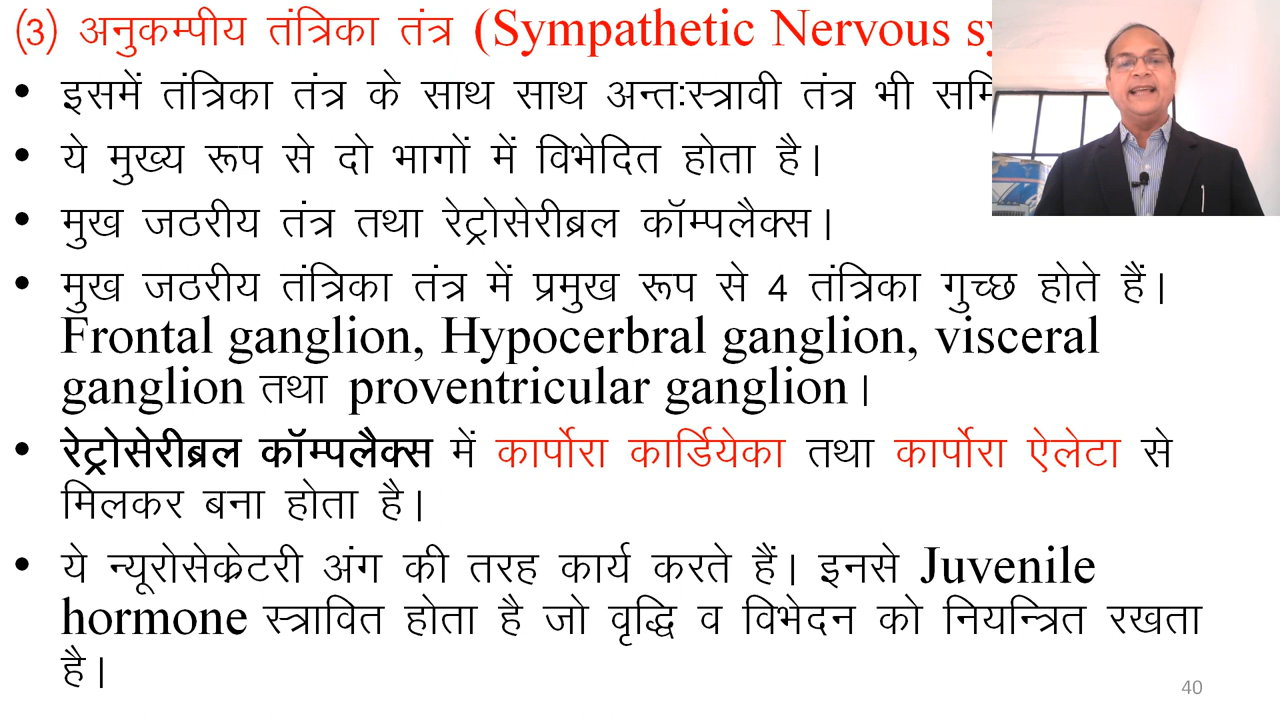 (3) अनुकम्पीय तंत्रिका तंत्र (Sympathetic Nervous
• इसमें तंत्रिका तंत्र के साथ साथ अन्तःस्त्रावी तंत्र भी
• ये मुख्य रूप से दो भागों में विभेदित होता है।
• मुख जठरीय तंत्र तथा रेट्रोसेरीब्रल कॉम्पलैक्स।
• मुख जठरीय तंत्रिका तंत्र में प्रमुख रूप से 4 तंत्रिका गुच्छ होते हैं।
Frontal ganglion, Hypocerbral ganglion, visceral
ganglion तथा proventricular ganglion।
• रेट्रोसेरीब्रल कॉम्पलैक्स में कार्पोरा कार्डियेका तथा कार्पोरा ऐलेटा से
मिलकर बना होता है।
• ये न्यूरोसेक्रेटरी अंग की तरह कार्य करते हैं। इनसे Juvenile
hormone स्त्रावित होता है जो वृद्धि व विभेदन को नियन्त्रित रखता
है।
40